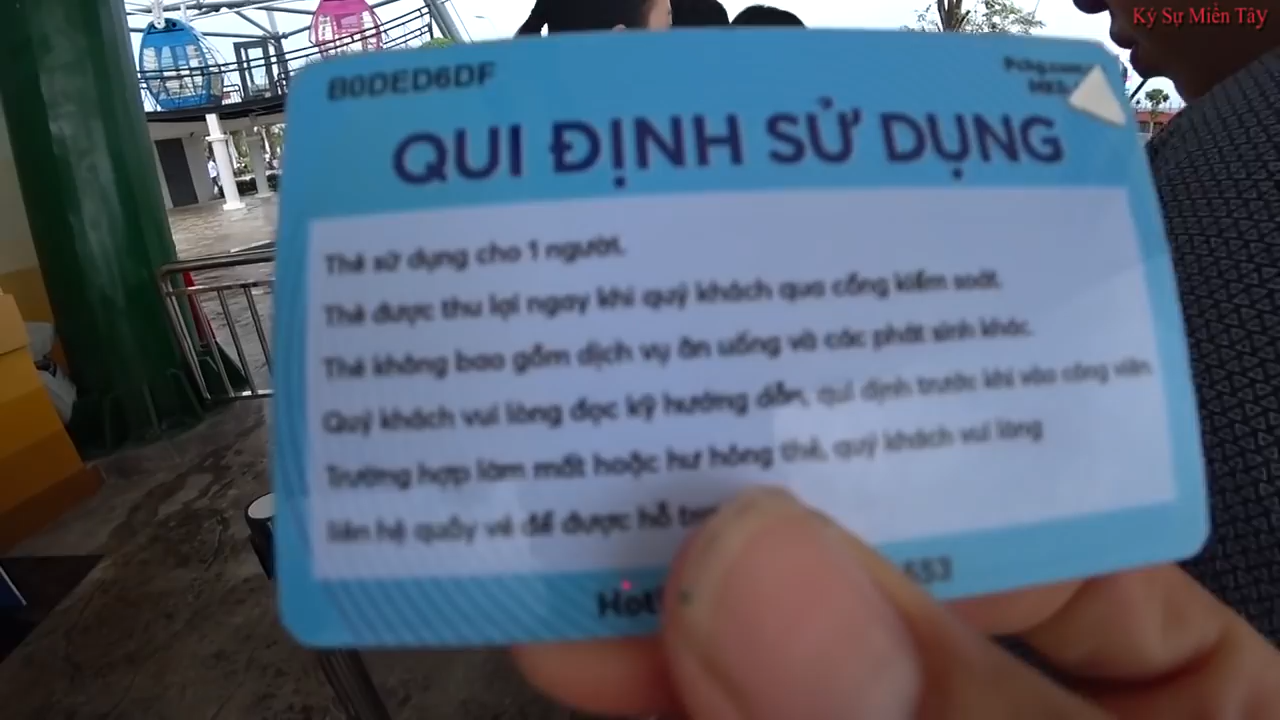 Ký Sự Miền Tây
B0DED6DF
QUI ĐỊNH SỬ DỤNG
Thẻ sử dụng cho 1 người.
Thẻ được thu lại ngay khi quý khách qua cổng kiểm soát.
Thẻ không bao gồm dịch vụ ăn uống và các phát sinh khác.
Quý khách vui lòng đọc kỹ hướng dẫn, qui định trước khi vào công viên.
Trường hợp làm mất hoặc hư hỏng thẻ, quý khách vui lòng
liên hệ quầy vé để được hỗ
Hot
553